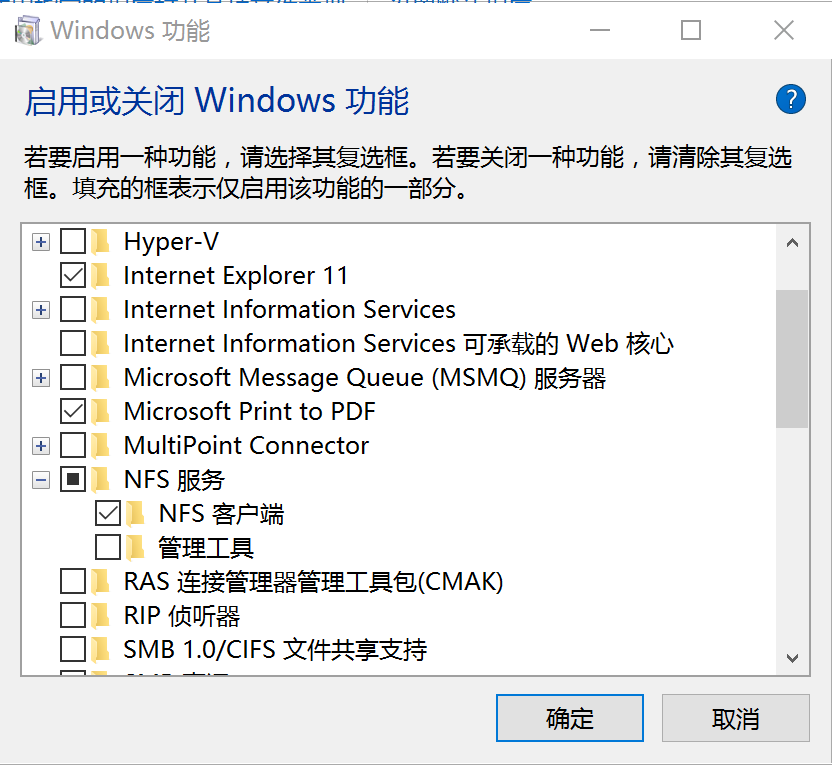 Windows 功能
启用或关闭 Windows 功能
?
若要启用一种功能，请选择其复选框。若要关闭一种功能，请清除其复选
框。填充的框表示仅启用该功能的一部分。
Hyper-V
Internet Explorer 11
Internet Information Services
Internet Information Services 可承载的 Web 核心
Microsoft Message Queue (MSMQ) 服务器
Microsoft Print to PDF
MultiPoint Connector
NFS 服务
NFS 客户端
管理工具
RAS 连接管理器管理工具包(CMAK)
RIP 侦听器
SMB 1.0/CIFS 文件共享支持
确定
取消